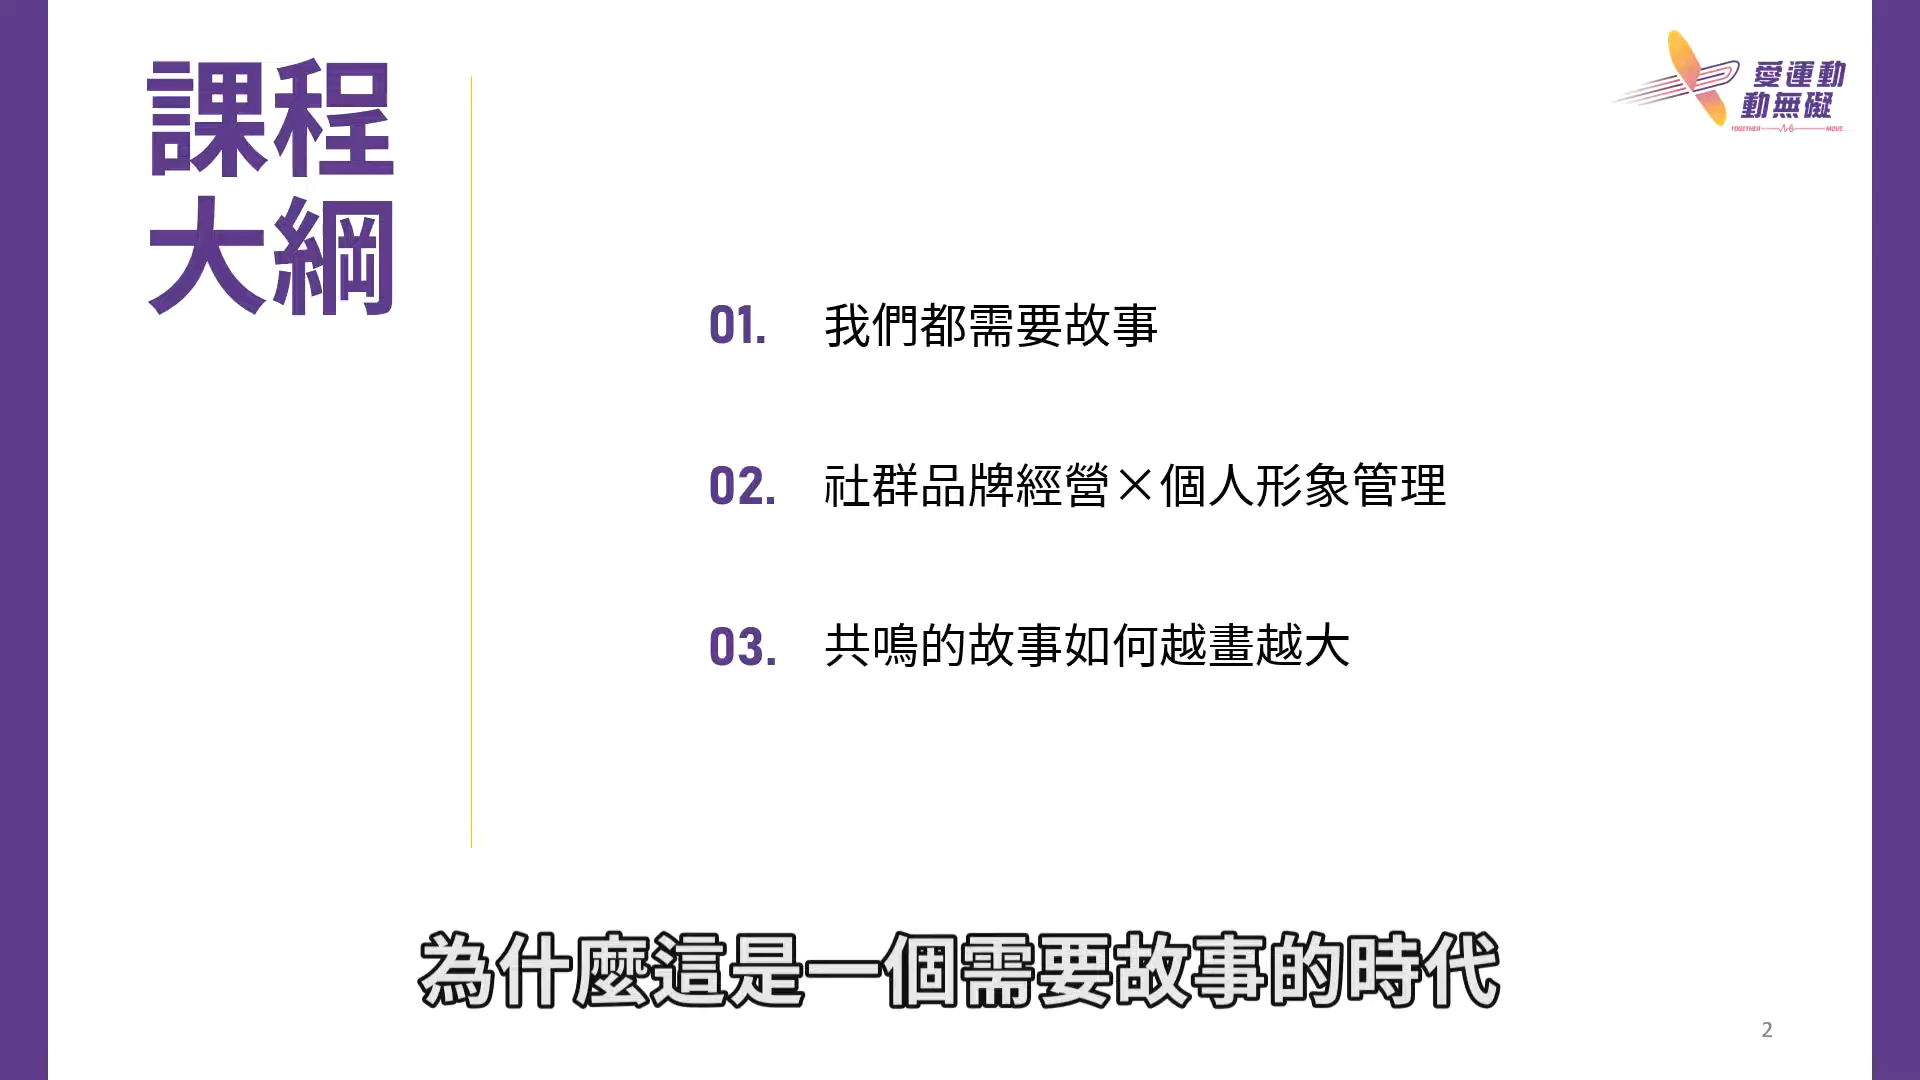 課程
大綱
愛運動
動無礙
TOGETHER MOVE
01. 我們都需要故事
02. 社群品牌經營×個人形象管理
03. 共鳴的故事如何越畫越大
為什麼這是一個需要故事的時代
2